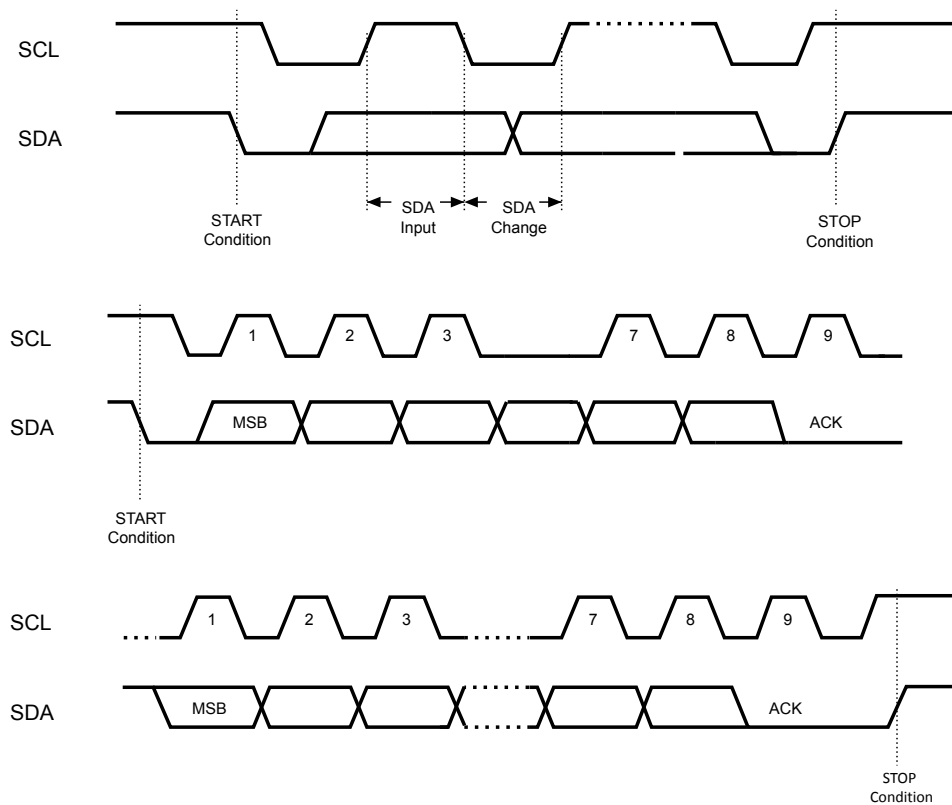 SCL
SDA
START
Condition
SDA
Input
SDA
Change
STOP
Condition
SCL
1 2 3 7 8 9
SDA
MSB ACK
START
Condition
SCL
1 2 3 7 8 9
SDA
MSB ACK
STOP
Condition